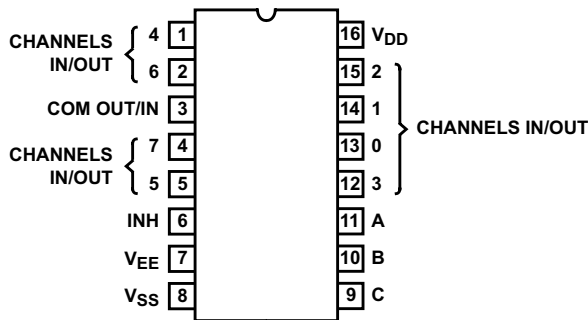 CHANNELS IN/OUT
4 1
6 2
COM OUT/IN 3
CHANNELS IN/OUT
7 4
5 5
INH 6
VEE 7
VSS 8
16 VDD
15 2
14 1
13 0
12 3
CHANNELS IN/OUT
11 A
10 B
9 C